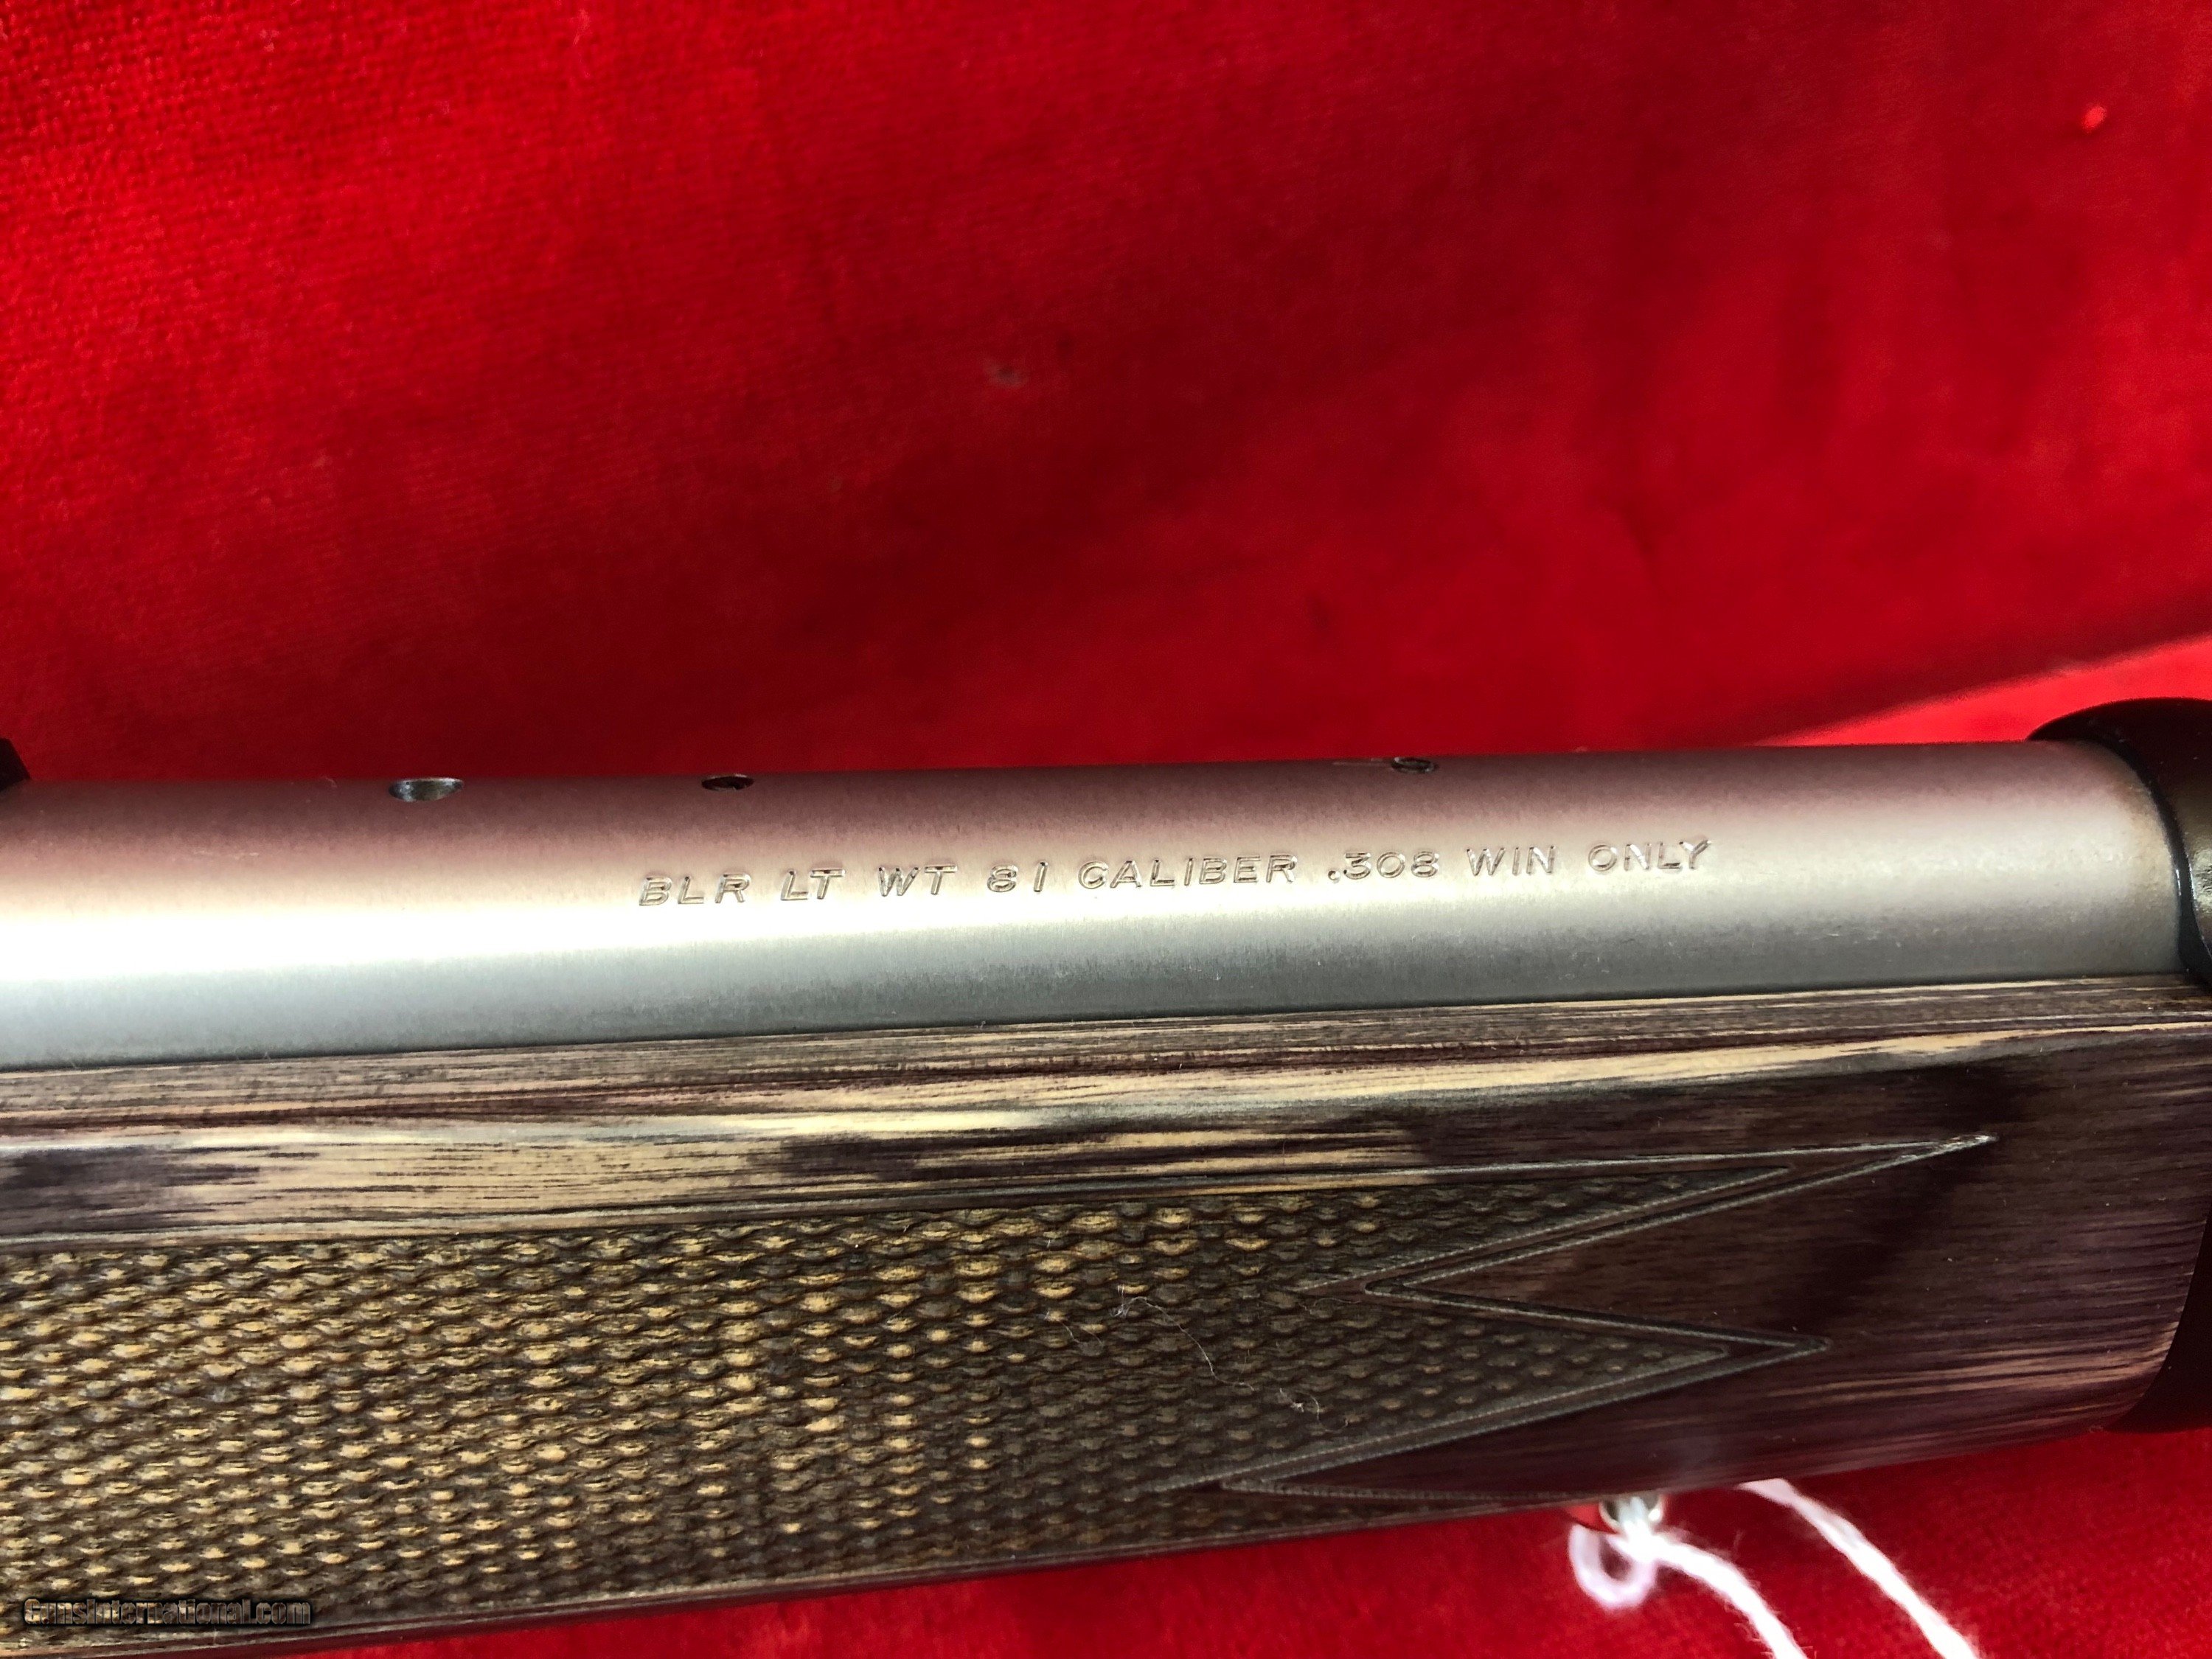 BLR LT WT 81 CALIBER .308 WIN ONLY
GunsInternational.com